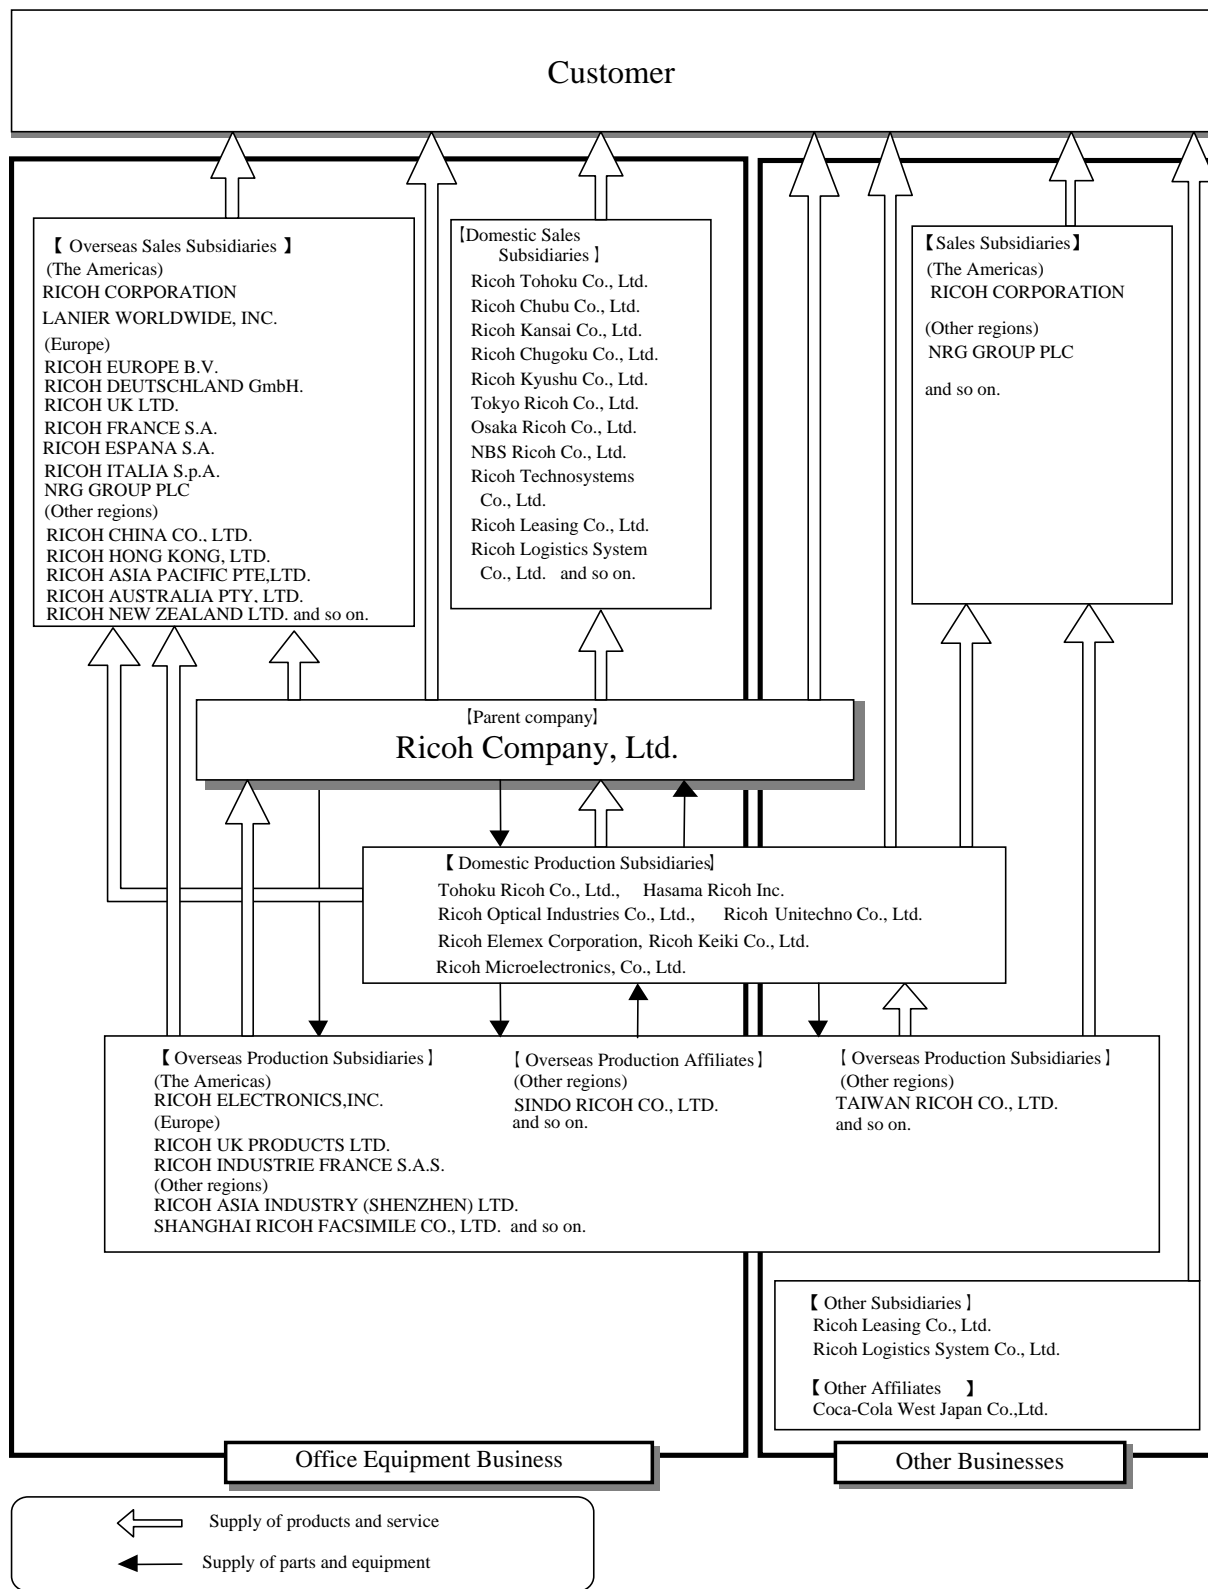 Customer
【 Overseas Sales Subsidiaries 】
(The Americas)
RICOH CORPORATION
LANIER WORLDWIDE, INC.
(Europe)
RICOH EUROPE B.V.
RICOH DEUTSCHLAND GmbH.
RICOH UK LTD.
RICOH FRANCE S.A.
RICOH ESPANA S.A.
RICOH ITALIA S.p.A.
NRG GROUP PLC
(Other regions)
RICOH CHINA CO., LTD.
RICOH HONG KONG, LTD.
RICOH ASIA PACIFIC PTE,LTD.
RICOH AUSTRALIA PTY, LTD.
RICOH NEW ZEALAND LTD. and so on.
[Domestic Sales
Subsidiaries ]
Ricoh Tohoku Co., Ltd.
Ricoh Chubu Co., Ltd.
Ricoh Kansai Co., Ltd.
Ricoh Chugoku Co., Ltd.
Ricoh Kyushu Co., Ltd.
Tokyo Ricoh Co., Ltd.
Osaka Ricoh Co., Ltd.
NBS Ricoh Co., Ltd.
Ricoh Technosystems
Co., Ltd.
Ricoh Leasing Co., Ltd.
Ricoh Logistics System
Co., Ltd. and so on.
【Sales Subsidiaries】
(The Americas)
RICOH CORPORATION
(Other regions)
NRG GROUP PLC
and so on.
[Parent company]
Ricoh Company, Ltd.
【 Domestic Production Subsidiaries]
Tohoku Ricoh Co., Ltd., Hasama Ricoh Inc.
Ricoh Optical Industries Co., Ltd., Ricoh Unitechno Co., Ltd.
Ricoh Elemex Corporation, Ricoh Keiki Co., Ltd.
Ricoh Microelectronics, Co., Ltd.
【 Overseas Production Subsidiaries ]
(The Americas)
RICOH ELECTRONICS,INC.
(Europe)
RICOH UK PRODUCTS LTD.
RICOH INDUSTRIE FRANCE S.A.S.
(Other regions)
RICOH ASIA INDUSTRY (SHENZHEN) LTD.
SHANGHAI RICOH FACSIMILE CO., LTD. and so on.
[ Overseas Production Affiliates ]
(Other regions)
SINDO RICOH CO., LTD.
and so on.
[ Overseas Production Subsidiaries ]
(Other regions)
TAIWAN RICOH CO., LTD.
and so on.
【 Other Subsidiaries ]
Ricoh Leasing Co., Ltd.
Ricoh Logistics System Co., Ltd.
【 Other Affiliates 】
Coca-Cola West Japan Co.,Ltd.
Office Equipment Business
Other Businesses
Supply of products and service
Supply of parts and equipment